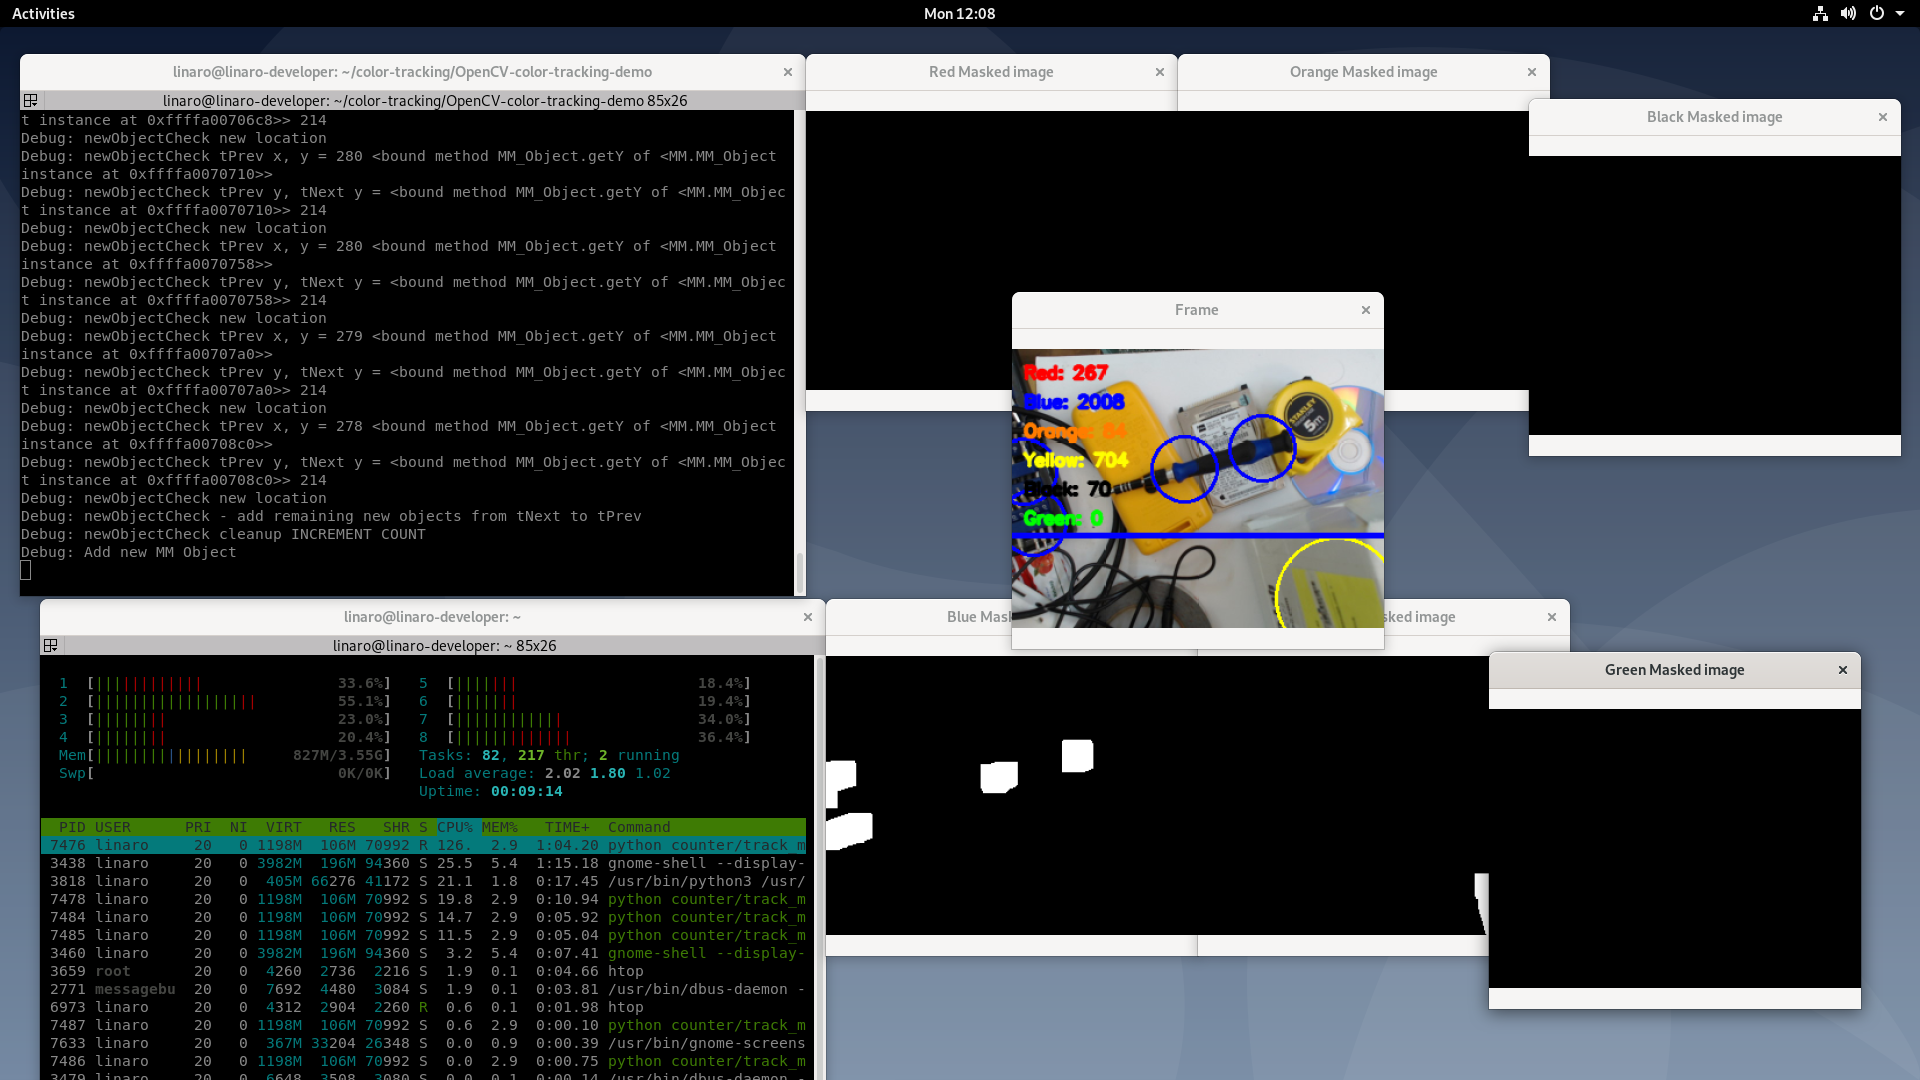 Activities
Mon 12:08
linaro@linaro-developer: ~/color-tracking/OpenCV-color-tracking-demo
linaro@linaro-developer: ~/color-tracking/OpenCV-color-tracking-demo 85x26
t instance at 0xffffa00706c8>> 214
Debug: newObjectCheck new location
Debug: newObjectCheck tPrev x, y = 280 <bound method MM_Object.getY of <MM.MM_Object
instance at 0xffffa0070710>>
Debug: newObjectCheck tPrev y, tNext y = <bound method MM_Object.getY of <MM.MM_Objec
t instance at 0xffffa0070710>> 214
Debug: newObjectCheck new location
Debug: newObjectCheck tPrev x, y = 280 <bound method MM_Object.getY of <MM.MM_Object
instance at 0xffffa0070758>>
Debug: newObjectCheck tPrev y, tNext y = <bound method MM_Object.getY of <MM.MM_Objec
t instance at 0xffffa0070758>> 214
Debug: newObjectCheck new location
Debug: newObjectCheck tPrev x, y = 279 <bound method MM_Object.getY of <MM.MM_Object
instance at 0xffffa00707a0>>
Debug: newObjectCheck tPrev y, tNext y = <bound method MM_Object.getY of <MM.MM_Objec
t instance at 0xffffa00707a0>> 214
Debug: newObjectCheck new location
Debug: newObjectCheck tPrev x, y = 278 <bound method MM_Object.getY of <MM.MM_Object
instance at 0xffffa00708c0>>
Debug: newObjectCheck tPrev y, tNext y = <bound method MM_Object.getY of <MM.MM_Objec
t instance at 0xffffa00708c0>> 214
Debug: newObjectCheck new location
Debug: newObjectCheck - add remaining new objects from tNext to tPrev
Debug: newObjectCheck cleanup INCREMENT COUNT
Debug: Add new MM Object
Red Masked image
Orange Masked image
Black Masked image
Frame
Red: 267
Blue: 2008
Orange: 84
Yellow: 704
Block: 70
Green: 0
STANLEY
5m
linaro@linaro-developer: ~
linaro@linaro-developer: ~ 85x26
1 [ 33.6%] 5 [ 18.4%]
2 [ 55.1%] 6 [ 19.4%]
3 [ 23.0%] 7 [ 34.0%]
4 [ 20.4%] 8 [ 36.4%]
Mem[ 827M/3.55G] Tasks: 82, 217 thr; 2 running
Swp[ 0K/0K] Load average: 2.02 1.80 1.02
Uptime: 00:09:14
PID USER PRI NI VIRT RES SHR S CPU% MEM% TIME+ Command
7476 linaro 20 0 1198M 106M 70992 R 126. 2.9 1:04.20 python counter/track_m
3438 linaro 20 0 3982M 196M 94360 S 25.5 5.4 1:15.18 gnome-shell --display-
3818 linaro 20 0 405M 66276 41172 S 21.1 1.8 0:17.45 /usr/bin/python3 /usr/
7478 linaro 20 0 1198M 106M 70992 S 19.8 2.9 0:10.94 python counter/track_m
7484 linaro 20 0 1198M 106M 70992 S 14.7 2.9 0:05.92 python counter/track_m
7485 linaro 20 0 1198M 106M 70992 S 11.5 2.9 0:05.04 python counter/track_m
3460 linaro 20 0 3982M 196M 94360 S 3.2 5.4 0:07.41 gnome-shell --display-
3659 root 20 0 4260 2736 2216 S 1.9 0.1 0:04.66 htop
2771 messagebu 20 0 7692 4480 3084 S 1.9 0.1 0:03.81 /usr/bin/dbus-daemon -
6973 linaro 20 0 4312 2904 2260 R 0.6 0.1 0:01.98 htop
7487 linaro 20 0 1198M 106M 70992 S 0.6 2.9 0:00.10 python counter/track_m
7633 linaro 20 0 367M 33204 26348 S 0.0 0.9 0:00.39 /usr/bin/gnome-screens
7486 linaro 20 0 1198M 106M 70992 S 0.0 2.9 0:00.75 python counter/track_m
3479 linaro 20 0 6648 3508 3080 S 0.0 0.1 0:00.14 /usr/bin/dbus-daemon -
Blue Mas
ked image
Green Masked image